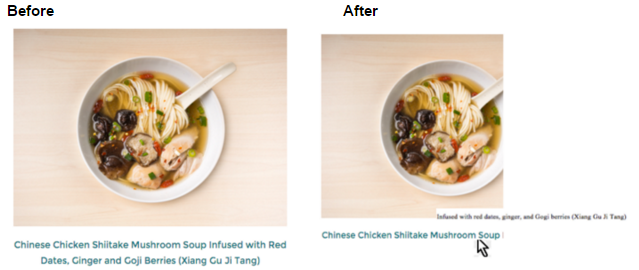 Before
After
Chinese Chicken Shiitake Mushroom Soup Infused with Red
Dates, Ginger and Goji Berries (Xiang Gu Ji Tang)
Infused with red dates, ginger, and Gogi berries (Xiang Gu Ji Tang)
Chinese Chicken Shiitake Mushroom Soup